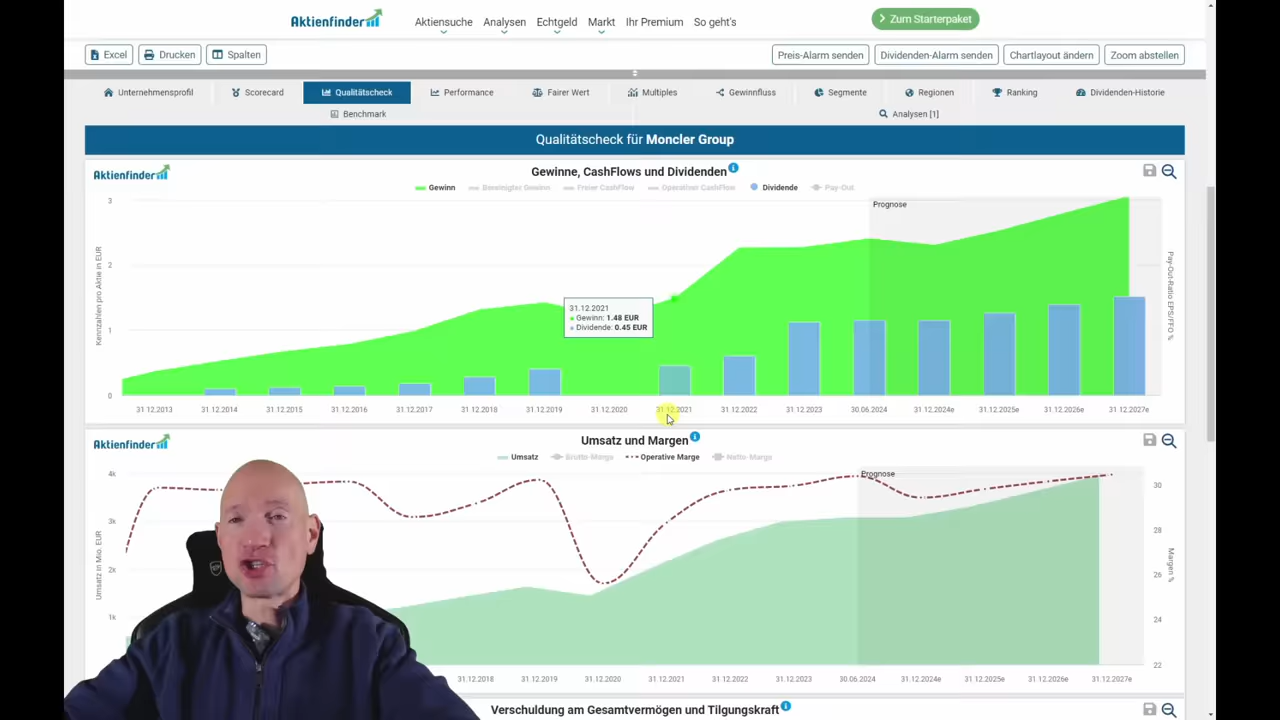 Aktienfinder
Aktiensuche Analysen Echtgeld Markt Ihr Premium So geht's
Zum Starterpaket
Excel Drucken Spalten
Preis-Alarm senden Dividenden-Alarm senden Chartlayout ändern Zoom abstellen
Unternehmensprofil Scorecard Qualitätscheck Performance Fairer Wert Multiples Gewinnfluss Segmente Regionen Ranking Dividenden-Historie
Benchmark Analysen [1]
Qualitätscheck für Moncler Group
Aktienfinder
Gewinne, CashFlows und Dividenden
Gewinn Bereinigter Gewinn Freier CashFlow Operativer CashFlow Dividende Pay-Out
Prognose
3
2
1
0
Kennzahlen pro Aktie in EUR
Pay-Out-Ratio EPS/FFO %
31.12.2021
Gewinn: 1.48 EUR
Dividende: 0.45 EUR
31.12.2013 31.12.2014 31.12.2015 31.12.2016 31.12.2017 31.12.2018 31.12.2019 31.12.2020 31.12.2021 31.12.2022 31.12.2023 30.06.2024 31.12.2024e 31.12.2025e 31.12.2026e 31.12.2027e
Aktienfinder
Umsatz und Margen
Umsatz Brutto-Marge Operative Marge Netto-Marge
Prognose
4k
3k
2k
1k
Umsatz in Mio. EUR
30
28
26
24
22
Margen %
31.12.2018 31.12.2019 31.12.2020 31.12.2021 31.12.2022 31.12.2023 30.06.2024 31.12.2024e 31.12.2025e 31.12.2026e 31.12.2027e
Verschuldung am Gesamtvermögen und Tilgungskraft